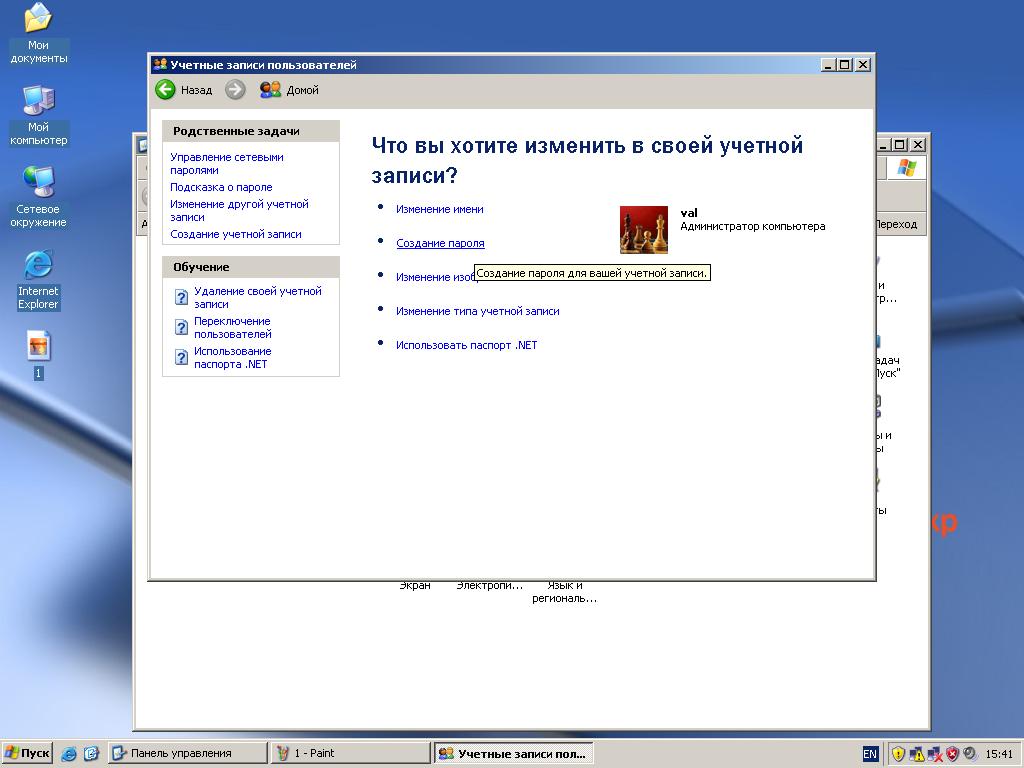 Мои
документы
Мой
компьютер
Сетевое
окружение
Internet
Explorer
1
Учетные записи пользователей
Назад
Домой
Родственные задачи
Управление сетевыми
паролями
Подсказка о пароле
Изменение другой учетной
записи
Создание учетной записи
Обучение
Удаление своей учетной
записи
Переключение
пользователей
Использование
паспорта .NET
Что вы хотите изменить в своей учетной
записи?
Изменение имени
Создание пароля
Создание пароля для вашей учетной записи.
Изменение типа учетной записи
Использовать паспорт .NET
val
Администратор компьютера
Переход
Пуск"
Экран
Электропи...
Язык и
региональ...
xp
Пуск
Панель управления
1 - Paint
Учетные записи пол...
EN
15:41